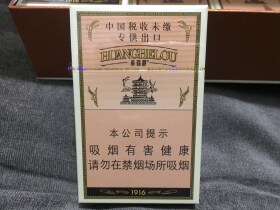 中国税收未缴
专供出口
HUANGHELOU
黄鹤楼
本公司提示
吸烟有害健康
请勿在禁烟场所吸烟
1916